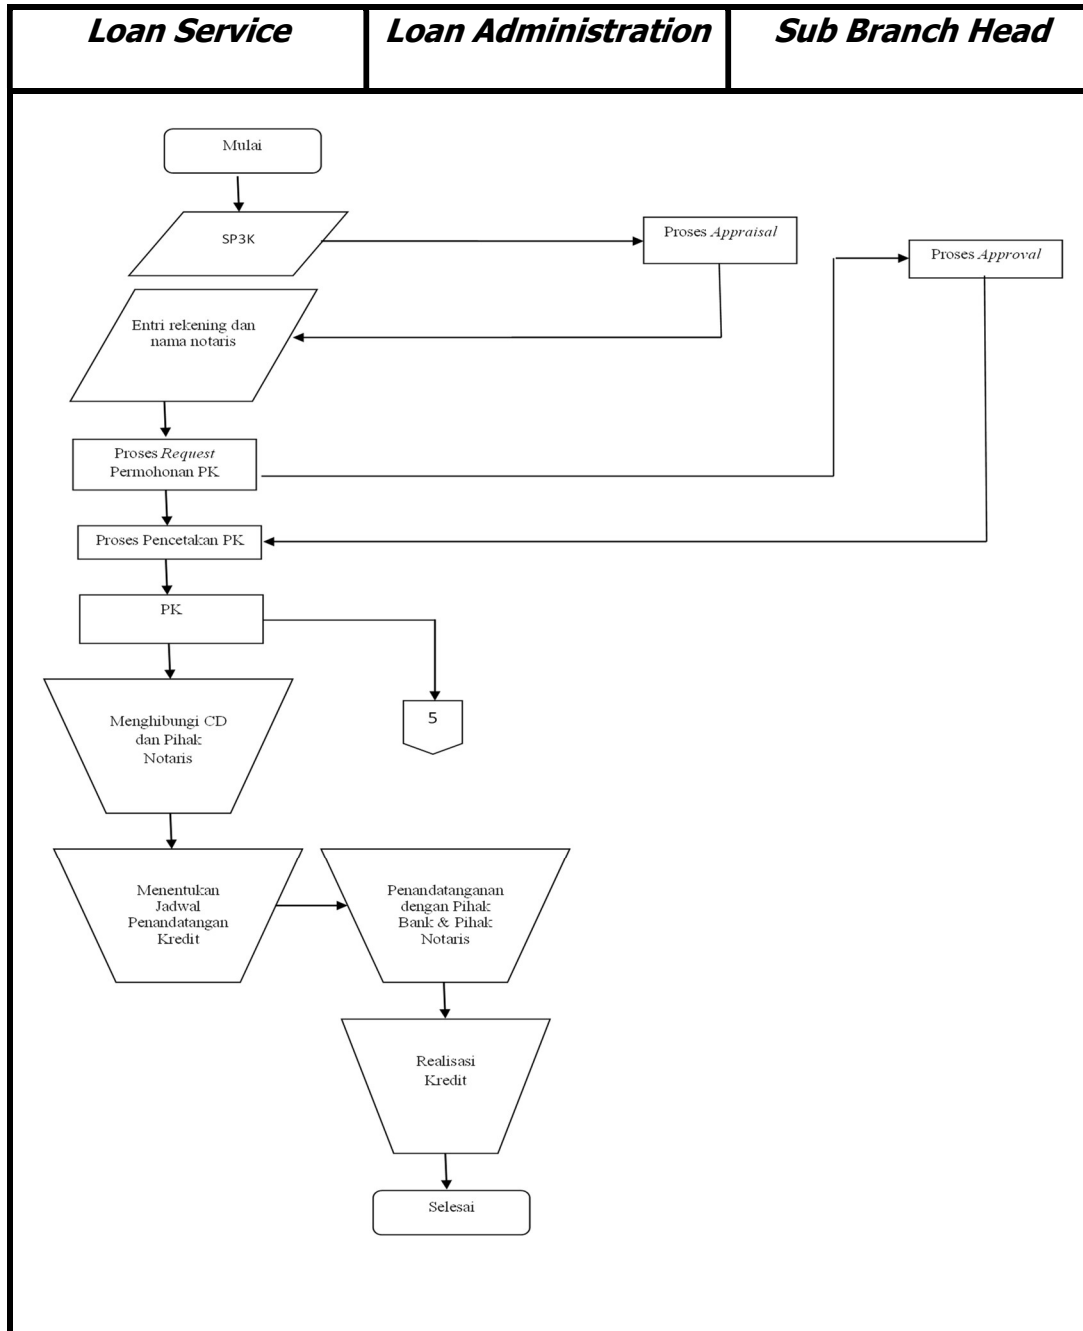 Loan Service
Loan Administration
Sub Branch Head
Mulai
SP3K
Proses Appraisal
Proses Approval
Entri rekening dan
nama notaris
Proses Request
Permohonan PK
Proses Pencetakan PK
PK
5
Menghibungi CD
dan Pihak
Notaris
Menentukan
Jadwal
Penandatangan
Kredit
Penandatanganan
dengan Pihak
Bank & Pihak
Notaris
Realisasi
Kredit
Selesai